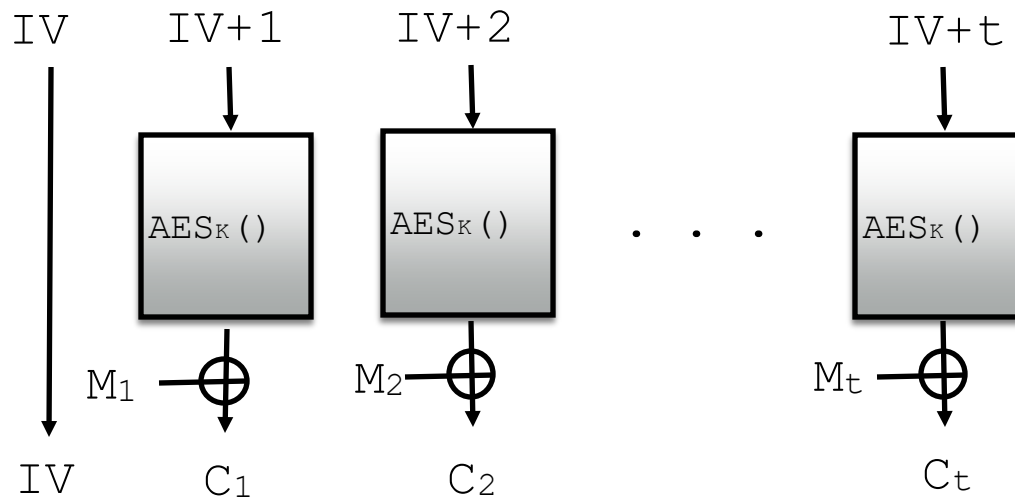 IV IV+1 IV+2 IV+t
AESK() AESK() . . . AESK()
M1 M2 Mt
IV C1 C2 Ct